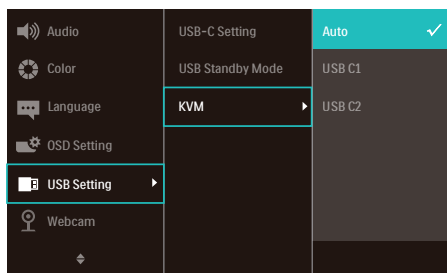 Audio
Color
Language
OSD Setting
USB Setting
Webcam
USB-C Setting
USB Standby Mode
KVM
Auto
USB C1
USB C2